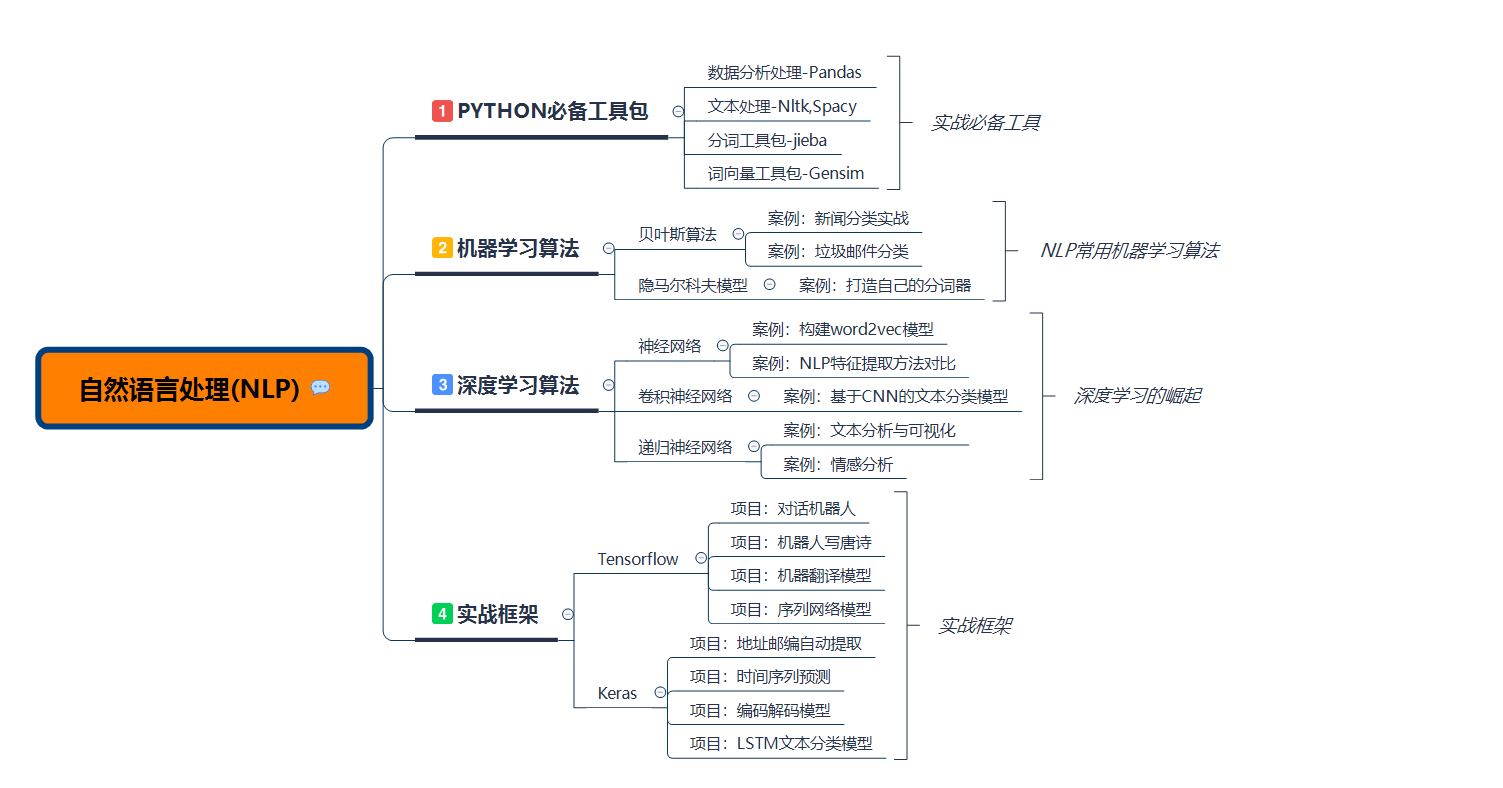 自然语言处理(NLP)
1 PYTHON必备工具包
数据分析处理-Pandas
文本处理-Nltk,Spacy
分词工具包-jieba
词向量工具包-Gensim
实战必备工具
2 机器学习算法
贝叶斯算法
案例：新闻分类实战
案例：垃圾邮件分类
隐马尔科夫模型
案例：打造自己的分词器
NLP常用机器学习算法
3 深度学习算法
神经网络
案例：构建word2vec模型
案例：NLP特征提取方法对比
卷积神经网络
案例：基于CNN的文本分类模型
递归神经网络
案例：文本分析与可视化
案例：情感分析
深度学习的崛起
4 实战框架
Tensorflow
项目：对话机器人
项目：机器人写唐诗
项目：机器翻译模型
项目：序列网络模型
Keras
项目：地址邮编自动提取
项目：时间序列预测
项目：编码解码模型
项目：LSTM文本分类模型
实战框架